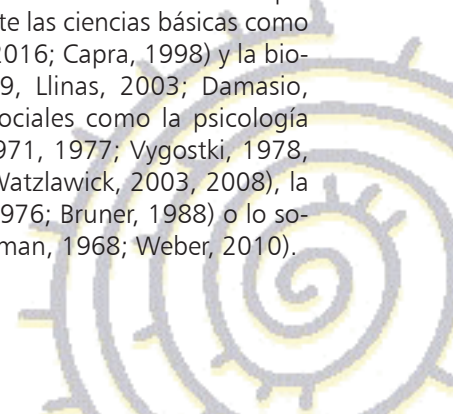 te las ciencias básicas como
2016; Capra, 1998) y la bio-
9, Llinas, 2003; Damasio,
ociales como la psicología
971, 1977; Vygostki, 1978,
Watzlawick, 2003, 2008), la
976; Bruner, 1988) o lo so-
man, 1968; Weber, 2010).